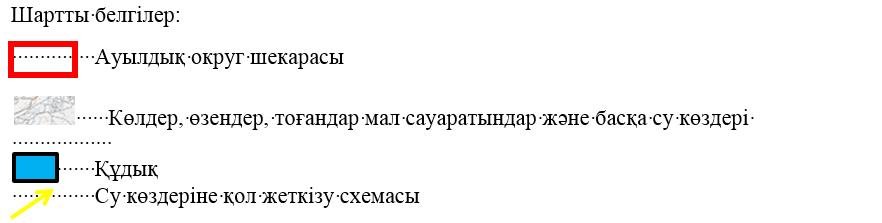 Шартты белгілер:
Ауылдық округ шекарасы
Көлдер, өзендер, тоғандар мал сауаратындар және басқа су көздері
Құдық
Су көздеріне қол жеткізу схемасы